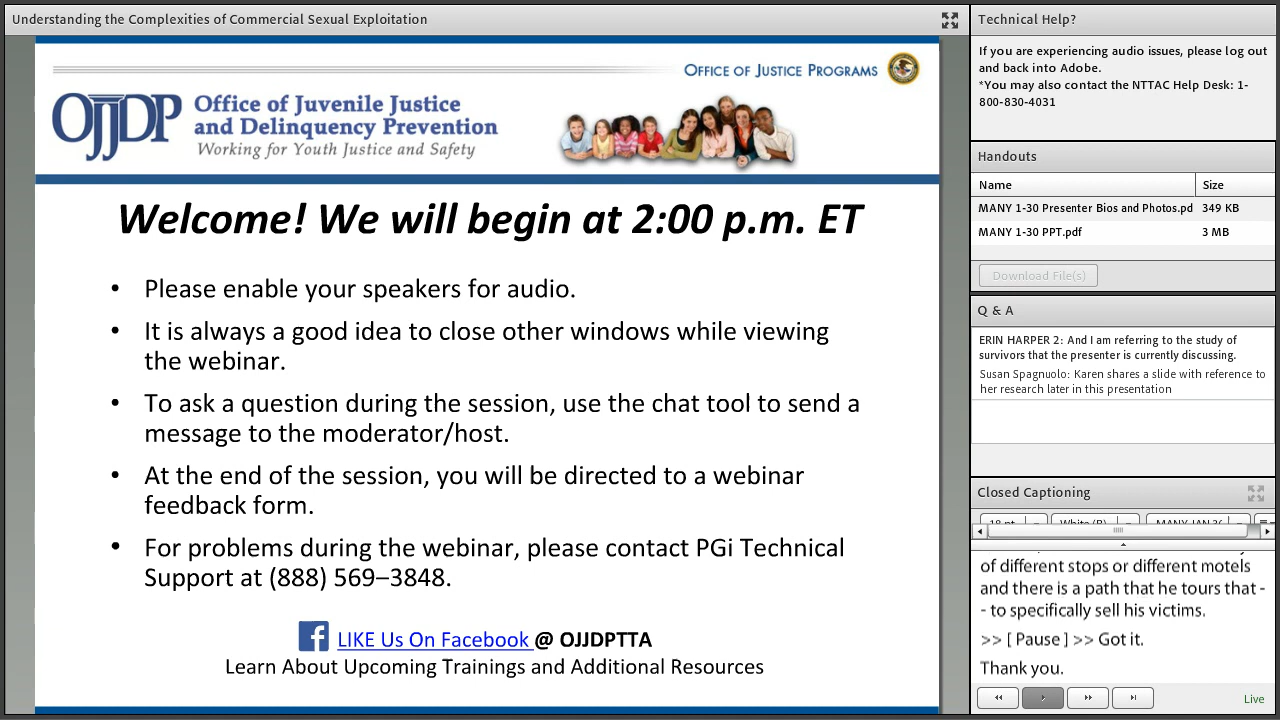 Understanding the Complexities of Commercial Sexual Exploitation
OFFICE OF JUSTICE PROGRAMS
OJJDP
Office of Juvenile Justice
and Delinquency Prevention
Working for Youth Justice and Safety
Welcome! We will begin at 2:00 p.m. ET
• Please enable your speakers for audio.
• It is always a good idea to close other windows while viewing
the webinar.
• To ask a question during the session, use the chat tool to send a
message to the moderator/host.
• At the end of the session, you will be directed to a webinar
feedback form.
• For problems during the webinar, please contact PGi Technical
Support at (888) 569–3848.
LIKE Us On Facebook @ OJJDPTTA
Learn About Upcoming Trainings and Additional Resources
Technical Help?
If you are experiencing audio issues, please log out
and back into Adobe.
*You may also contact the NTTAC Help Desk: 1-
800-830-4031
Handouts
Name Size
MANY 1-30 Presenter Bios and Photos.pd 349 KB
MANY 1-30 PPT.pdf 3 MB
Download File(s)
Q & A
ERIN HARPER 2: And I am referring to the study of
survivors that the presenter is currently discussing.
Susan Spagnuolo: Karen shares a slide with reference to
her research later in this presentation
Closed Captioning
of different stops or different motels
and there is a path that he tours that -
- to specifically sell his victims.
>> [ Pause ] >> Got it.
Thank you.
Live